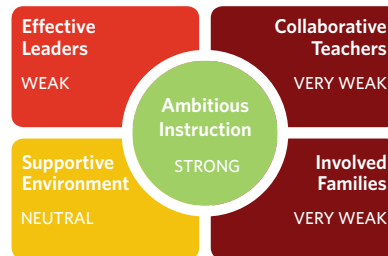 Effective
Leaders
WEAK
Collaborative
Teachers
VERY WEAK
Ambitious
Instruction
STRONG
Supportive
Environment
NEUTRAL
Involved
Families
VERY WEAK